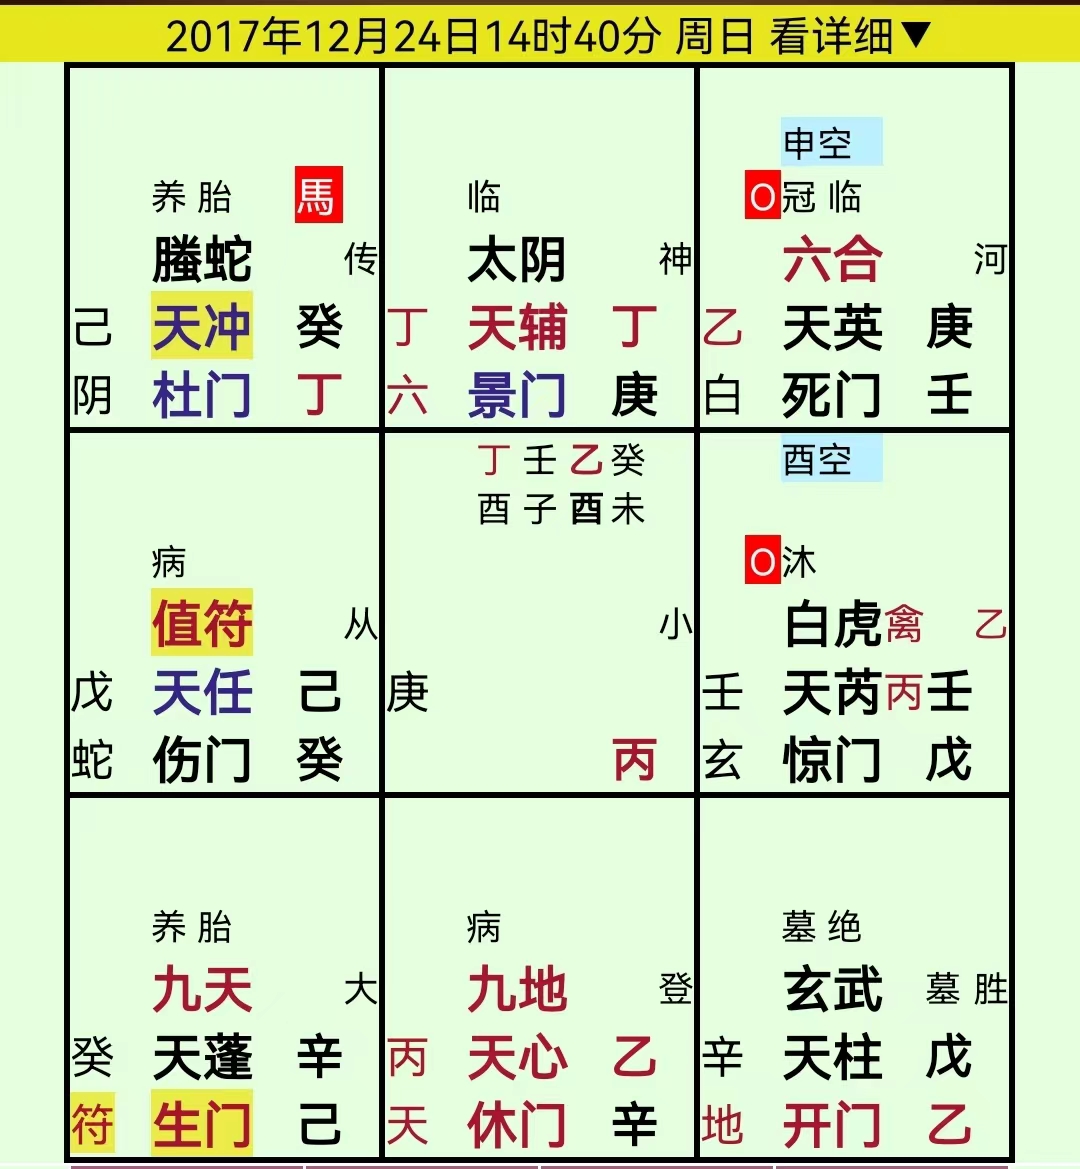 2017年12月24日14时40分 周日 看详细▼
养 胎 馬
螣蛇 传
己 天冲 癸
阴 杜门 丁
临
太阴 神
丁 天辅 丁
六 景门 庚
申空
O 冠 临
六合 河
乙 天英 庚
白 死门 壬
病
值符 从
戊 天任 己
蛇 伤门 癸
丁 壬 乙 癸
酉 子 酉 未
小
庚
丙
酉空
O 沐
白虎 禽 乙
壬 天芮 丙 壬
玄 惊门 戊
养 胎
九天 大
癸 天蓬 辛
符 生门 己
病
九地 登
丙 天心 乙
天 休门 辛
墓 绝
玄武 墓 胜
辛 天柱 戊
地 开门 乙